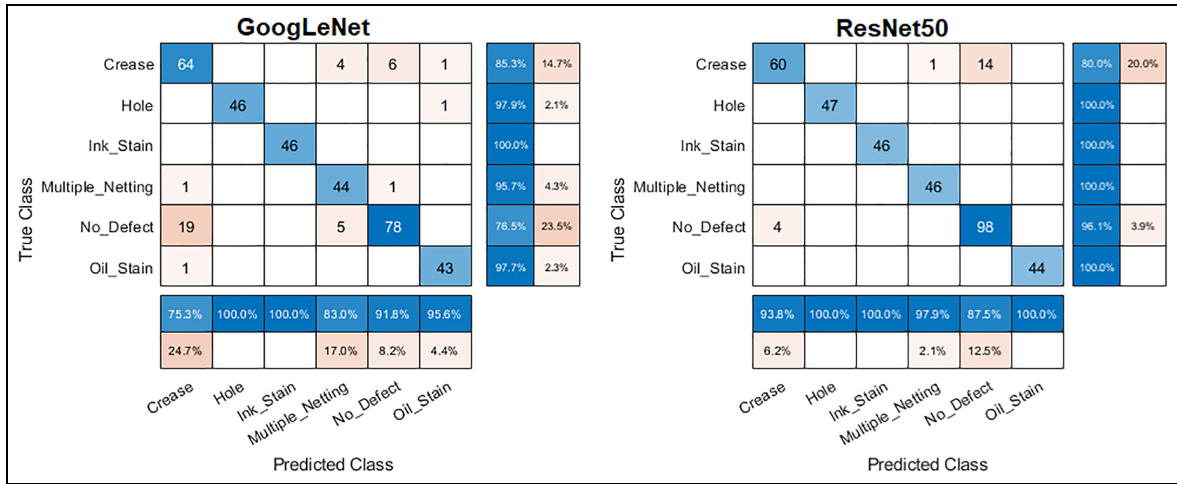 GoogLeNet
True Class
Crease 64 4 6 1 85.3% 14.7%
Hole 46 1 97.9% 2.1%
Ink_Stain 46 100.0%
Multiple_Netting 1 44 1 95.7% 4.3%
No_Defect 19 5 78 76.5% 23.5%
Oil_Stain 1 43 97.7% 2.3%
75.3% 100.0% 100.0% 83.0% 91.8% 95.6%
24.7% 17.0% 8.2% 4.4%
Crease Hole Ink_Stain Multiple_Netting No_Defect Oil_Stain
Predicted Class
ResNet50
True Class
Crease 60 1 14 80.0% 20.0%
Hole 47 100.0%
Ink_Stain 46 100.0%
Multiple_Netting 46 100.0%
No_Defect 4 98 96.1% 3.9%
Oil_Stain 44 100.0%
93.8% 100.0% 100.0% 97.9% 87.5% 100.0%
6.2% 2.1% 12.5%
Crease Hole Ink_Stain Multiple_Netting No_Defect Oil_Stain
Predicted Class